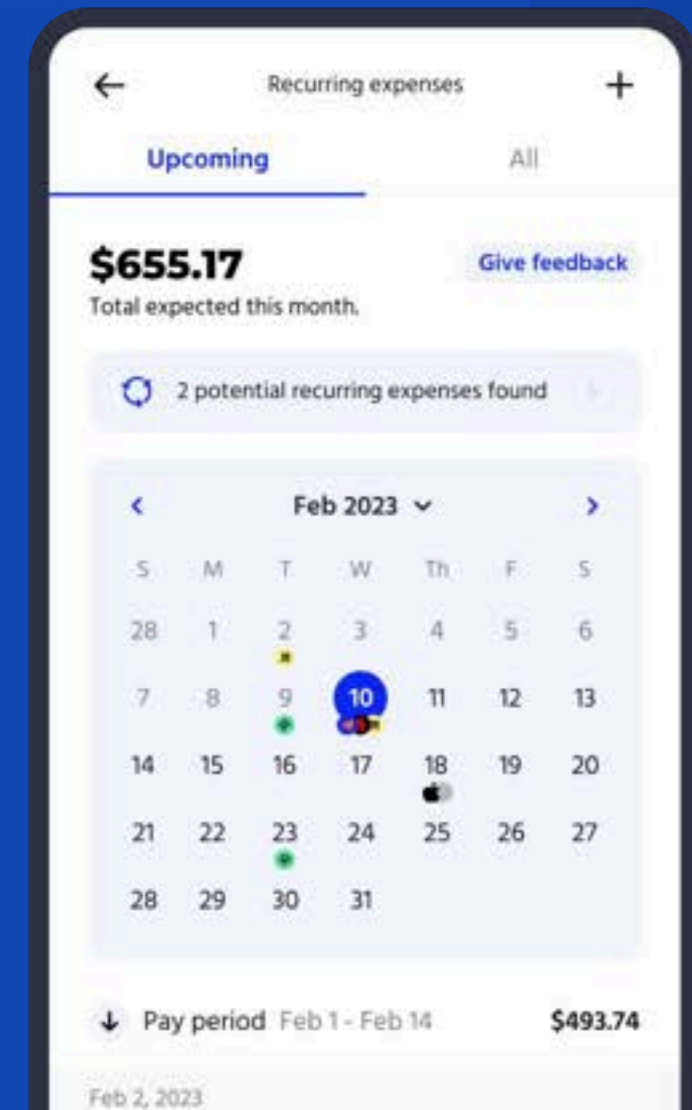 Recurring expenses
Upcoming All
$655.17 Give feedback
Total expected this month.
2 potential recurring expenses found
Feb 2023
S M T W Th F S
28 1 2 3 4 5 6
7 8 9 10 11 12 13
14 15 16 17 18 19 20
21 22 23 24 25 26 27
28 29 30 31
Pay period Feb 1 - Feb 14 $493.74
Feb 2, 2023